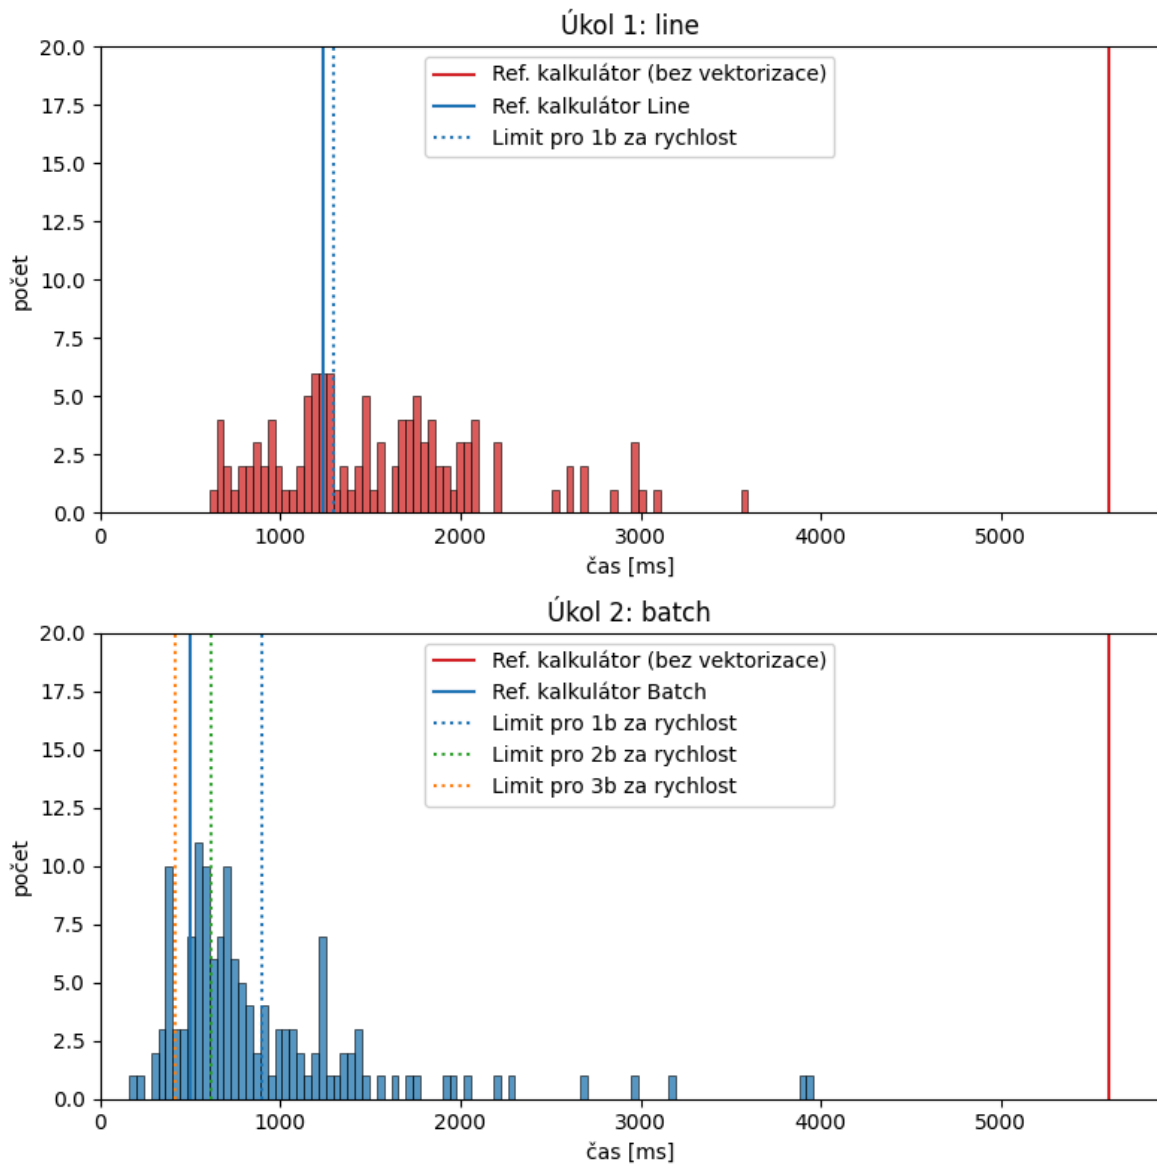 Úkol 1: line
20.0
17.5
15.0
12.5
10.0
7.5
5.0
2.5
0.0
počet
Ref. kalkulátor (bez vektorizace)
Ref. kalkulátor Line
Limit pro 1b za rychlost
0 1000 2000 3000 4000 5000
čas [ms]
Úkol 2: batch
20.0
17.5
15.0
12.5
10.0
7.5
5.0
2.5
0.0
počet
Ref. kalkulátor (bez vektorizace)
Ref. kalkulátor Batch
Limit pro 1b za rychlost
Limit pro 2b za rychlost
Limit pro 3b za rychlost
0 1000 2000 3000 4000 5000
čas [ms]